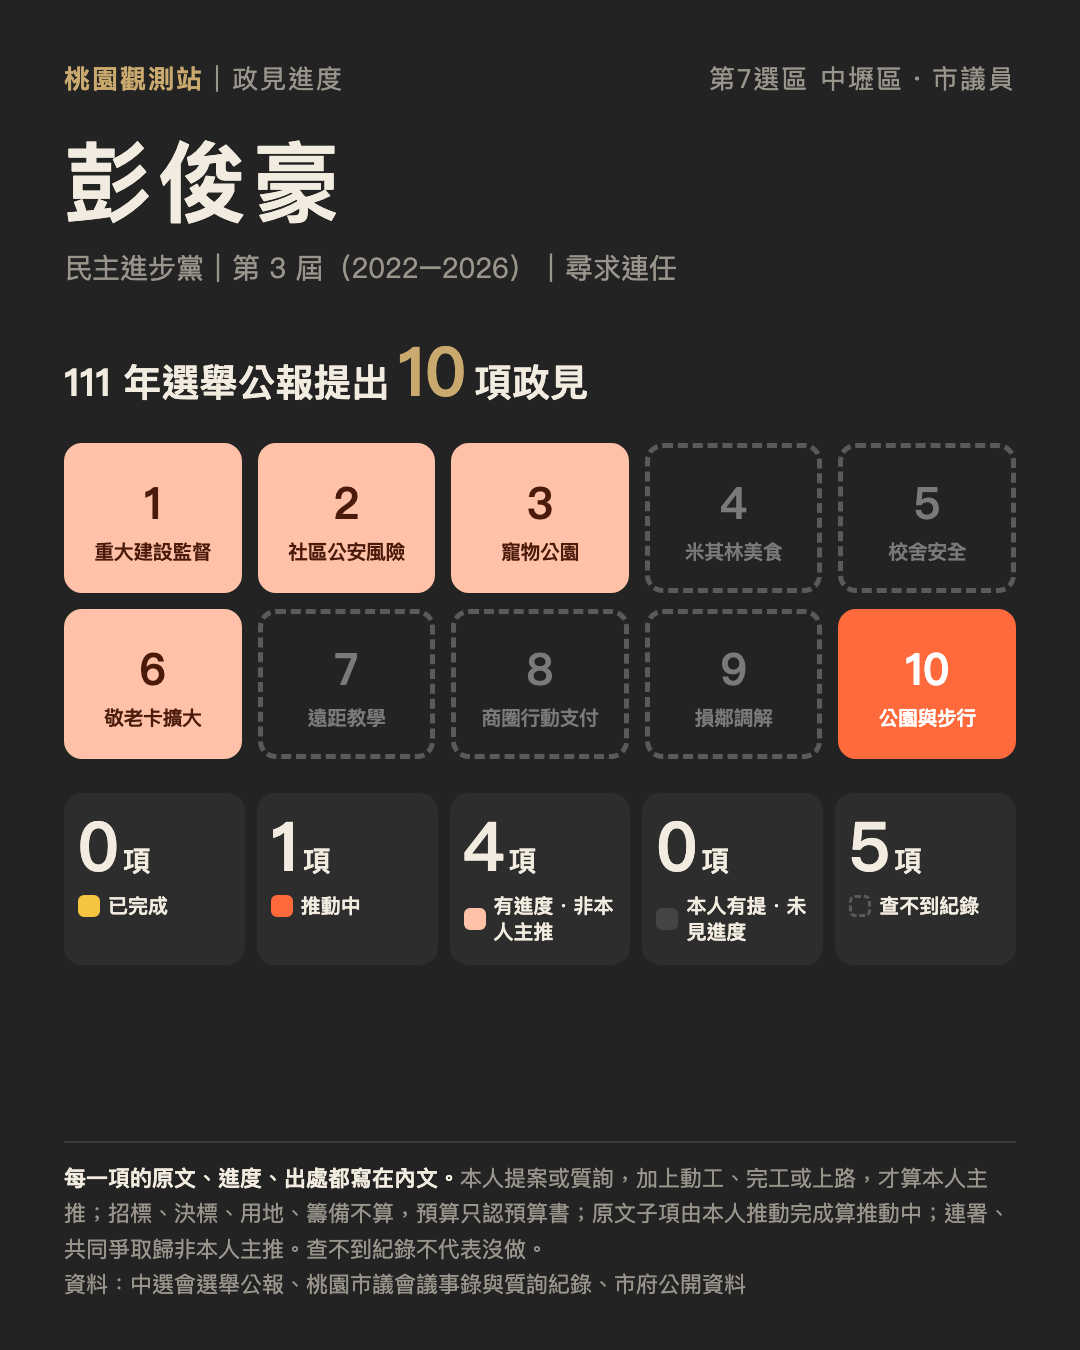 桃園觀測站｜政見進度
第7選區 中壢區．市議員
彭俊豪
民主進步黨｜第 3 屆（2022–2026）｜尋求連任
111 年選舉公報提出 10 項政見
1
重大建設監督
2
社區公安風險
3
寵物公園
4
米其林美食
5
校舍安全
6
敬老卡擴大
7
遠距教學
8
商圈行動支付
9
損鄰調解
10
公園與步行
0項
已完成
1項
推動中
4項
有進度．非本
人主推
0項
本人有提．未
見進度
5項
查不到紀錄
每一項的原文、進度、出處都寫在內文。本人提案或質詢，加上動工、完工或上路，才算本人主
推；招標、決標、用地、籌備不算，預算只認預算書；原文子項由本人推動完成算推動中；連署、
共同爭取歸非本人主推。查不到紀錄不代表沒做。
資料：中選會選舉公報、桃園市議會議事錄與質詢紀錄、市府公開資料